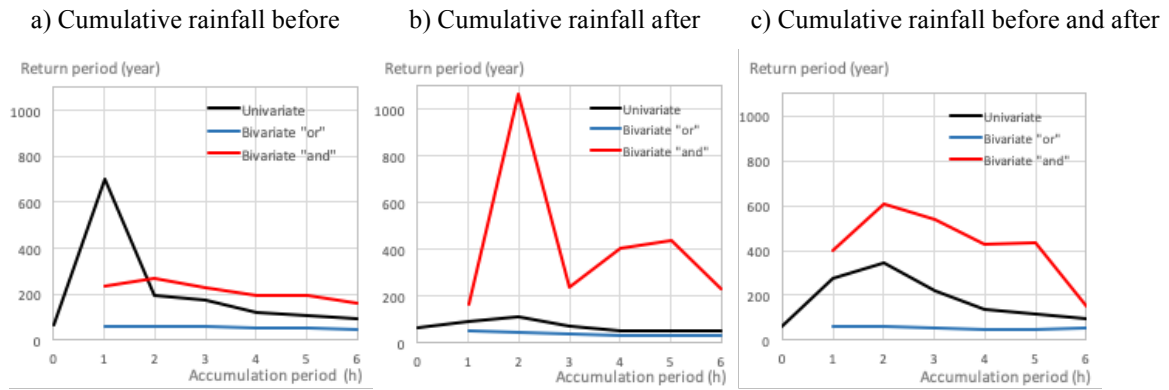 a) Cumulative rainfall before
Return period (year)
1000
800
600
400
200
0
0 1 2 3 4 5 6
Accumulation period (h)
Univariate
Bivariate "or"
Bivariate "and"
b) Cumulative rainfall after
Return period (year)
1000
800
600
400
200
0
0 1 2 3 4 5 6
Accumulation period (h)
Univariate
Bivariate "or"
Bivariate "and"
c) Cumulative rainfall before and after
Return period (year)
1000
800
600
400
200
0
0 1 2 3 4 5 6
Accumulation period (h)
Univariate
Bivariate "or"
Bivariate "and"